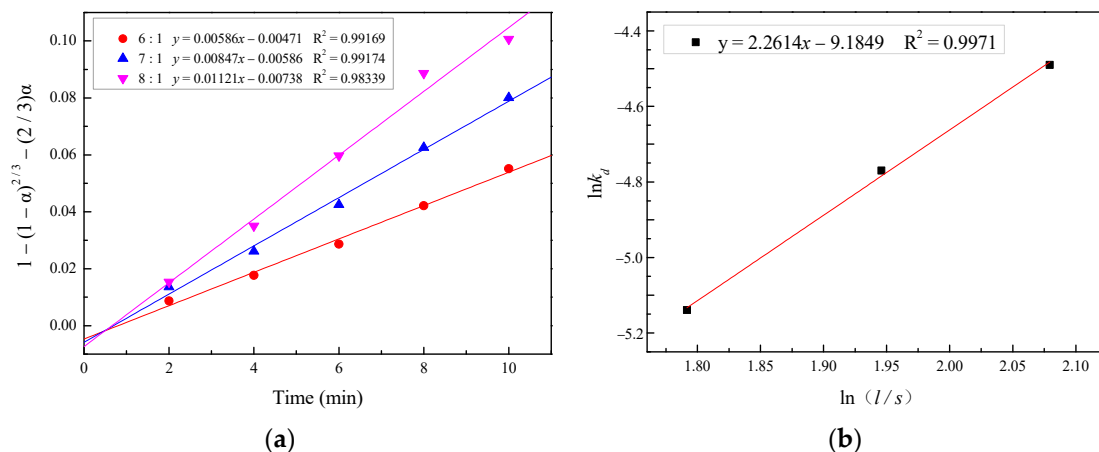 6 : 1 y = 0.00586x – 0.00471 R² = 0.99169
7 : 1 y = 0.00847x – 0.00586 R² = 0.99174
8 : 1 y = 0.01121x – 0.00738 R² = 0.98339
0.10
0.08
0.06
0.04
0.02
0.00
1 – (1 – α)^2/3 – (2 / 3)α
0 2 4 6 8 10
Time (min)
(a)
y = 2.2614x – 9.1849 R² = 0.9971
–4.4
–4.6
–4.8
–5.0
–5.2
lnk_d
1.80 1.85 1.90 1.95 2.00 2.05 2.10
ln（l / s）
(b)